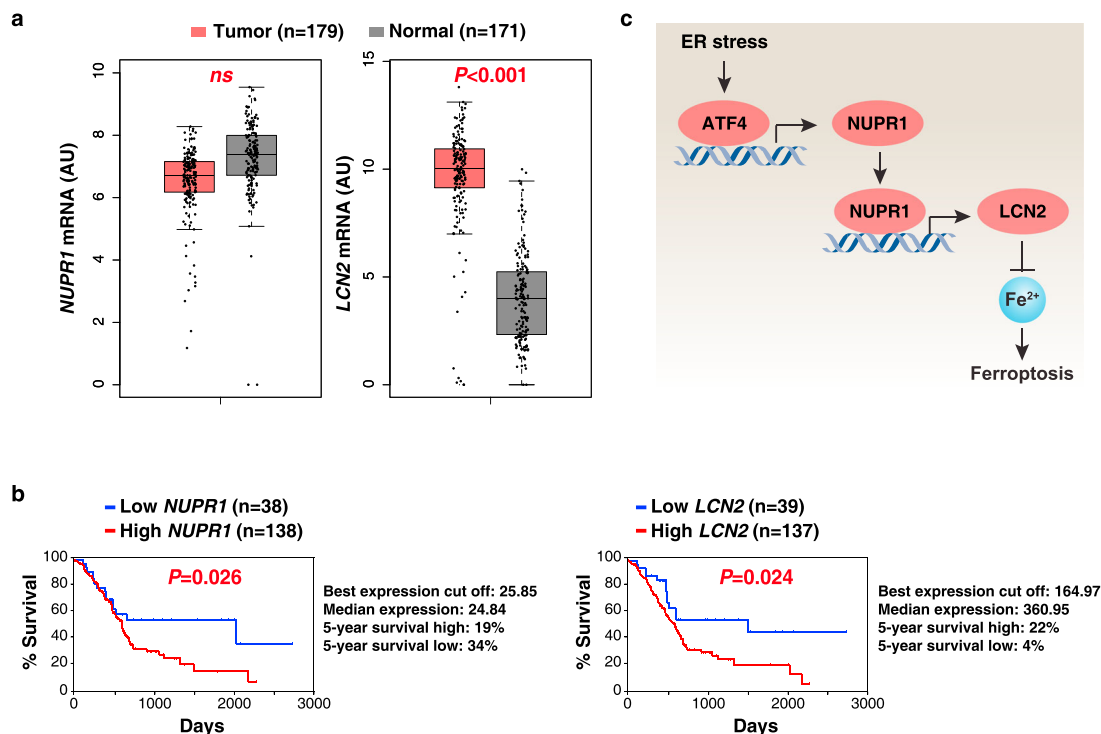 a
Tumor (n=179) Normal (n=171)
NUPR1 mRNA (AU)
10
8
6
4
2
0
ns
LCN2 mRNA (AU)
15
10
5
0
P<0.001
c
ER stress
ATF4
NUPR1
NUPR1
LCN2
Fe²⁺
Ferroptosis
b
Low NUPR1 (n=38)
High NUPR1 (n=138)
% Survival
100
80
60
40
20
0
P=0.026
0 1000 2000 3000
Days
Best expression cut off: 25.85
Median expression: 24.84
5-year survival high: 19%
5-year survival low: 34%
Low LCN2 (n=39)
High LCN2 (n=137)
% Survival
100
80
60
40
20
0
P=0.024
0 1000 2000 3000
Days
Best expression cut off: 164.97
Median expression: 360.95
5-year survival high: 22%
5-year survival low: 4%